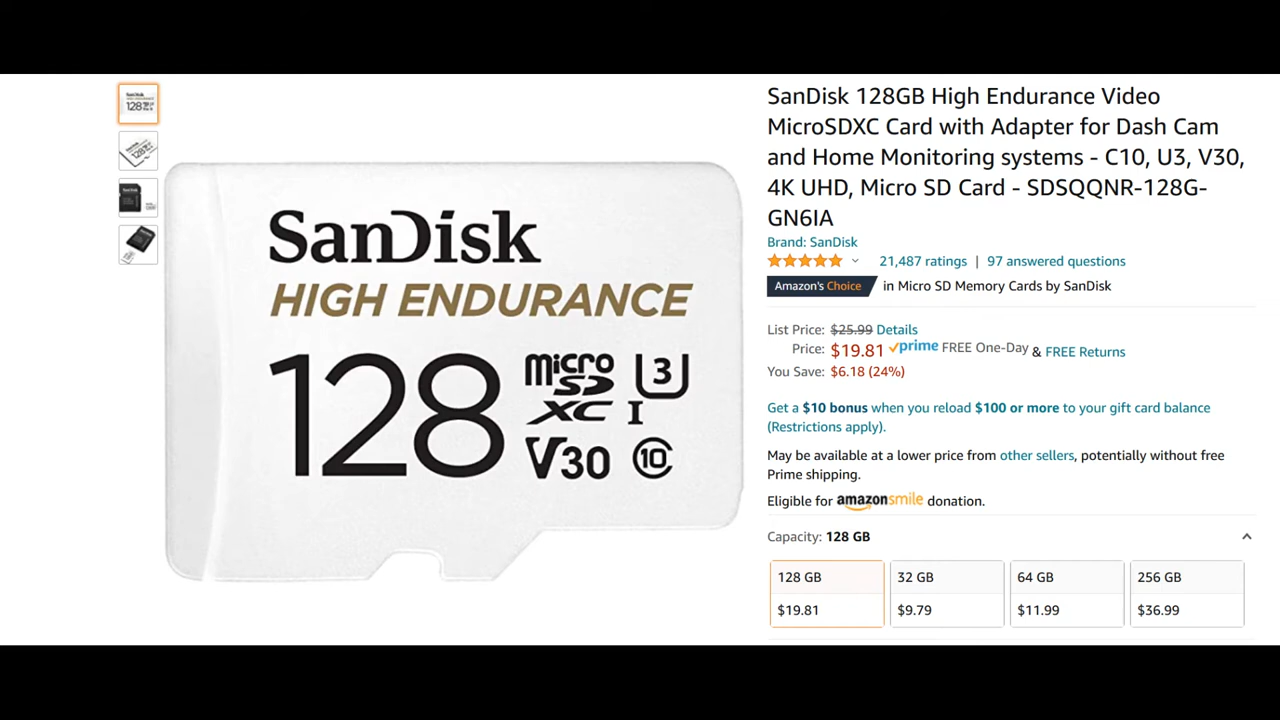 SanDisk
HIGH ENDURANCE
128
micro
SD
XC I
U3
V30
10
SanDisk 128GB High Endurance Video
MicroSDXC Card with Adapter for Dash Cam
and Home Monitoring systems - C10, U3, V30,
4K UHD, Micro SD Card - SDSQQNR-128G-
GN6IA
Brand: SanDisk
21,487 ratings | 97 answered questions
Amazon's Choice in Micro SD Memory Cards by SanDisk
List Price: $25.99 Details
Price: $19.81 prime FREE One-Day & FREE Returns
You Save: $6.18 (24%)
Get a $10 bonus when you reload $100 or more to your gift card balance
(Restrictions apply).
May be available at a lower price from other sellers, potentially without free
Prime shipping.
Eligible for amazonsmile donation.
Capacity: 128 GB
128 GB 32 GB 64 GB 256 GB
$19.81 $9.79 $11.99 $36.99